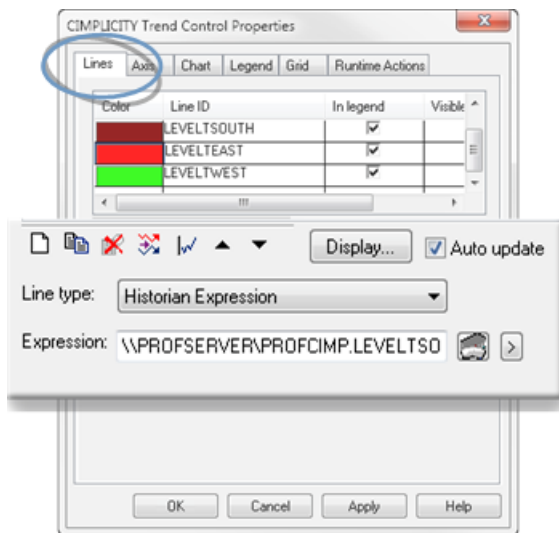 CIMPLICITY Trend Control Properties
Lines Axis Chart Legend Grid Runtime Actions
Color Line ID In legend Visible
LEVELTSOUTH
LEVELTEAST
LEVELTWEST
Display... Auto update
Line type: Historian Expression
Expression: \\PROFSERVER\PROFCIMP.LEVELTSO
OK Cancel Apply Help